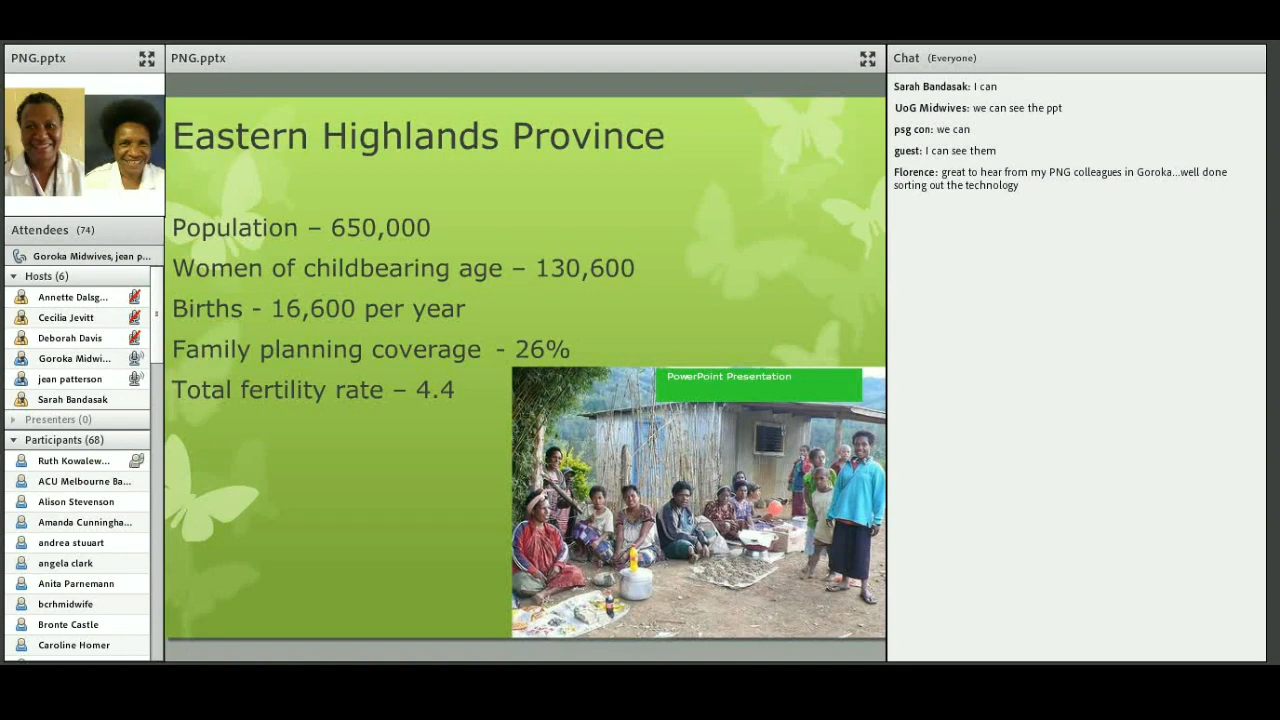 PNG.pptx
Attendees (74)
Goroka Midwives, jean p...
Hosts (6)
Annette Dalsg...
Cecilia Jevitt
Deborah Davis
Goroka Midwi...
jean patterson
Sarah Bandasak
Presenters (0)
Participants (68)
Ruth Kowalew...
ACU Melbourne Ba...
Alison Stevenson
Amanda Cunningha...
andrea stuuart
angela clark
Anita Parnemann
bcrhmidwife
Bronte Castle
Caroline Homer
PNG.pptx
Eastern Highlands Province
Population – 650,000
Women of childbearing age – 130,600
Births - 16,600 per year
Family planning coverage - 26%
Total fertility rate – 4.4
PowerPoint Presentation
Chat (Everyone)
Sarah Bandasak: I can
UoG Midwives: we can see the ppt
psg con: we can
guest: I can see them
Florence: great to hear from my PNG colleagues in Goroka...well done
sorting out the technology